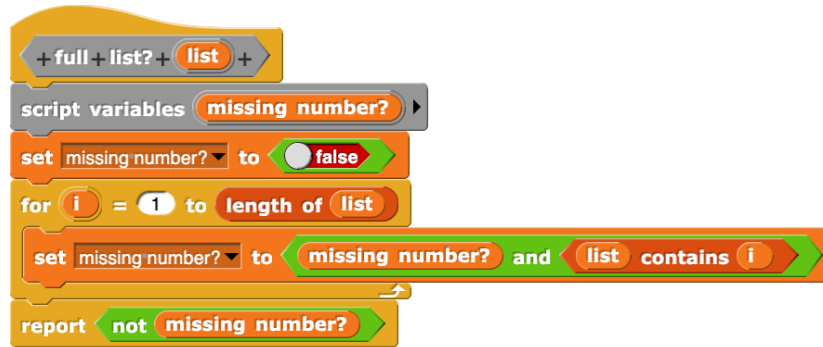 +full+list?+ list +
script variables missing number?
set missing number? to false
for i = 1 to length of list
set missing number? to missing number? and list contains i
report not missing number?